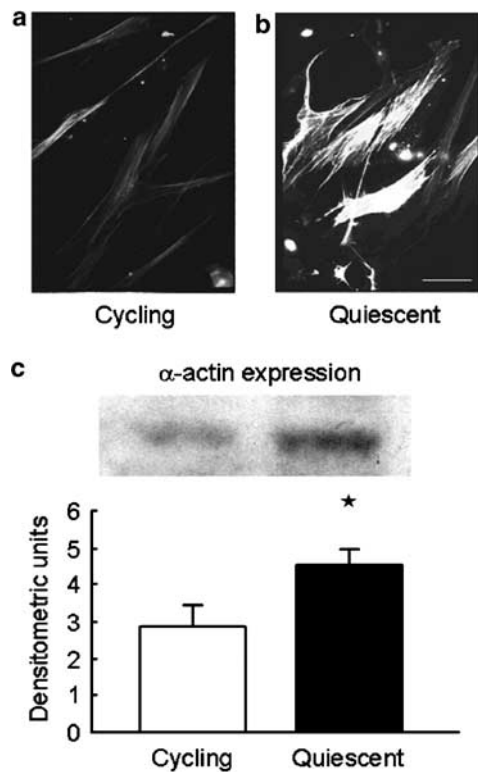 a
b
Cycling
Quiescent
c
α-actin expression
★
Densitometric units
6
5
4
3
2
1
0
Cycling
Quiescent